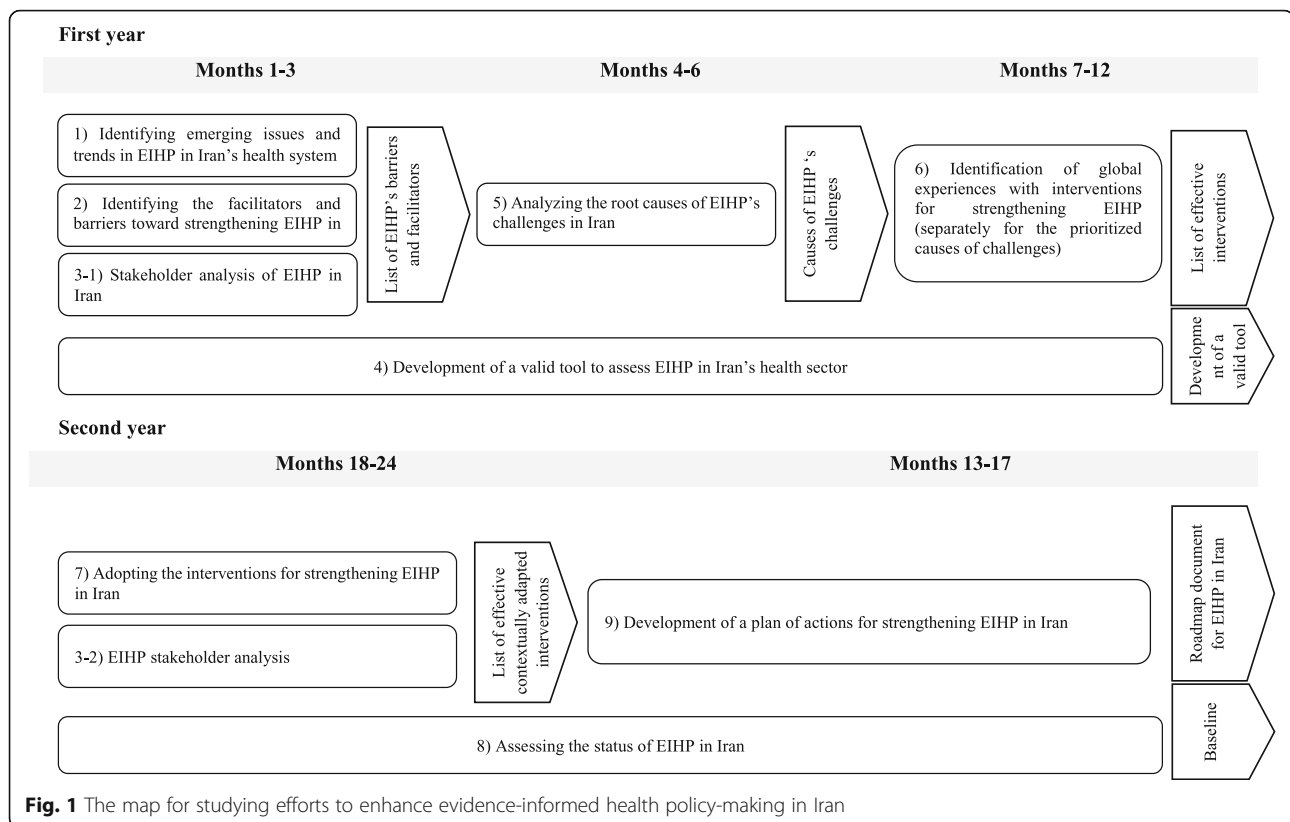 First year
Months 1-3
Months 4-6
Months 7-12
1) Identifying emerging issues and
trends in EIHP in Iran's health system
2) Identifying the facilitators and
barriers toward strengthening EIHP in
3-1) Stakeholder analysis of EIHP in
Iran
List of EIHP's barriers
and facilitators
5) Analyzing the root causes of EIHP's
challenges in Iran
Causes of EIHP 's
challenges
6) Identification of global
experiences with interventions
for strengthening EIHP
(separately for the prioritized
causes of challenges)
List of effective
interventions
4) Development of a valid tool to assess EIHP in Iran's health sector
Developme
nt of a
valid tool
Second year
Months 18-24
Months 13-17
7) Adopting the interventions for strengthening EIHP
in Iran
3-2) EIHP stakeholder analysis
List of effective
contextually adapted
interventions
9) Development of a plan of actions for strengthening EIHP in Iran
Roadmap document
for EIHP in Iran
8) Assessing the status of EIHP in Iran
Baseline
Fig. 1 The map for studying efforts to enhance evidence-informed health policy-making in Iran